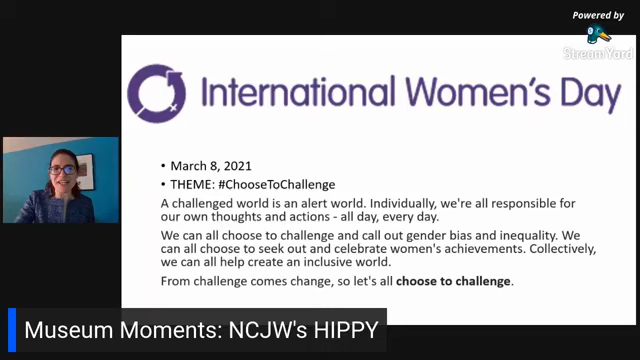 Powered by
StreamYard
International Women's Day
• March 8, 2021
• THEME: #ChooseToChallenge
A challenged world is an alert world. Individually, we're all responsible for
our own thoughts and actions - all day, every day.
We can all choose to challenge and call out gender bias and inequality. We
can all choose to seek out and celebrate women's achievements. Collectively,
we can all help create an inclusive world.
From challenge comes change, so let's all choose to challenge.
Museum Moments: NCJW's HIPPY